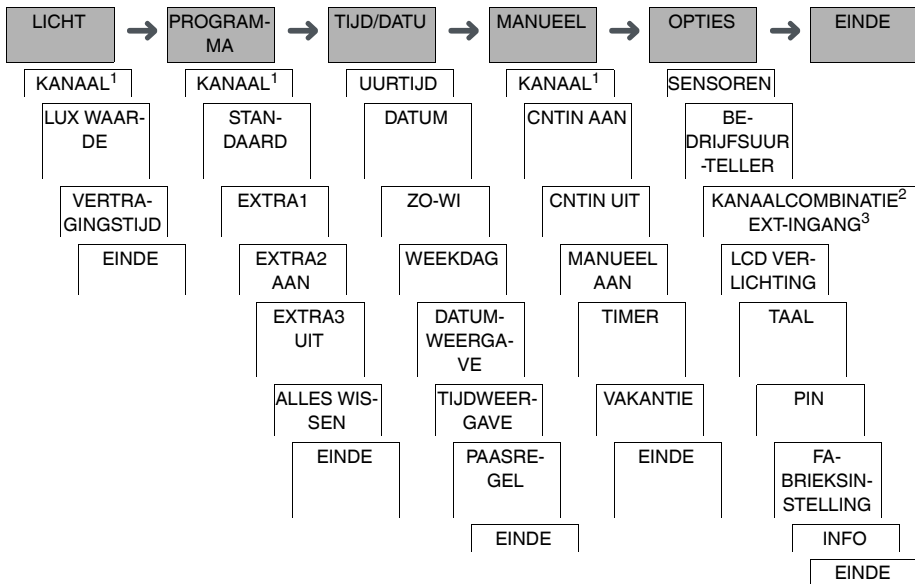 LICHT
KANAAL¹
LUX WAAR-
DE
VERTRA-
GINGSTIJD
EINDE
PROGRAM-
MA
KANAAL¹
STAN-
DAARD
EXTRA1
EXTRA2
AAN
EXTRA3
UIT
ALLES WIS-
SEN
EINDE
TIJD/DATU
UURTIJD
DATUM
ZO-WI
WEEKDAG
DATUM-
WEERGA-
VE
TIJDWEER-
GAVE
PAASRE-
GEL
EINDE
MANUEEL
KANAAL¹
CNTIN AAN
CNTIN UIT
MANUEEL
AAN
TIMER
VAKANTIE
EINDE
OPTIES
SENSOREN
BE-
DRIJFSUUR
-TELLER
KANAALCOMBINATIE²
EXT-INGANG³
LCD VER-
LICHTING
TAAL
PIN
FA-
BRIEKSIN-
STELLING
INFO
EINDE
EINDE